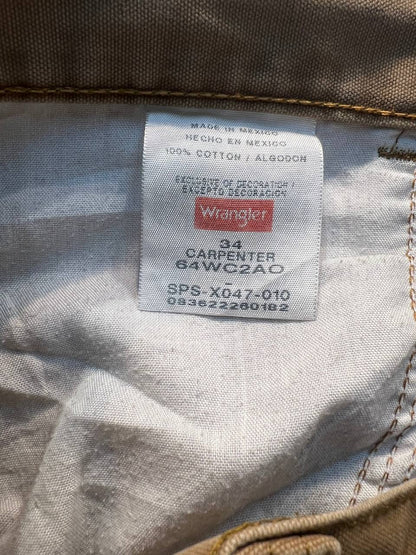 MADE IN MEXICO
HECHO EN MEXICO
100% COTTON / ALGODON
EXCLUSIVE OF DECORATION /
EXCEPTO DECORACION
Wrangler
34
CARPENTER
64WC2AO
-
SPS-X047-010
083622260182